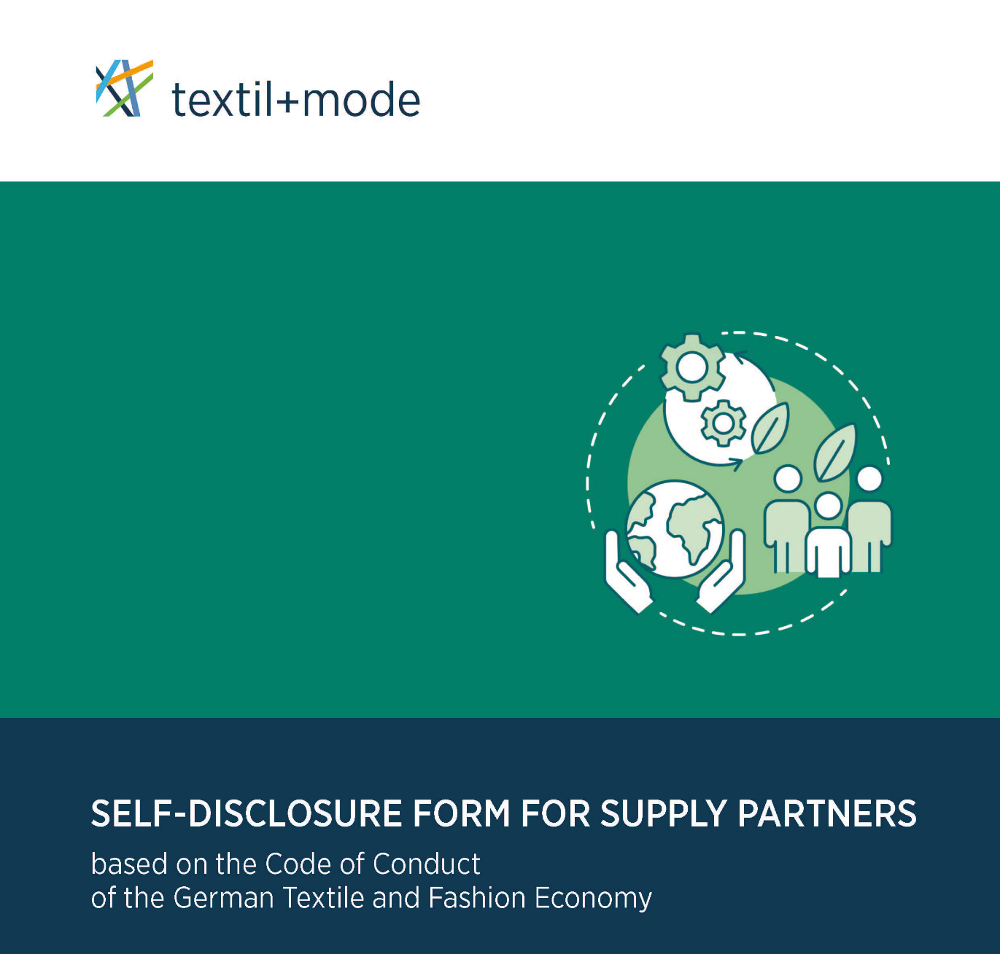 textil+mode
SELF-DISCLOSURE FORM FOR SUPPLY PARTNERS
based on the Code of Conduct
of the German Textile and Fashion Economy